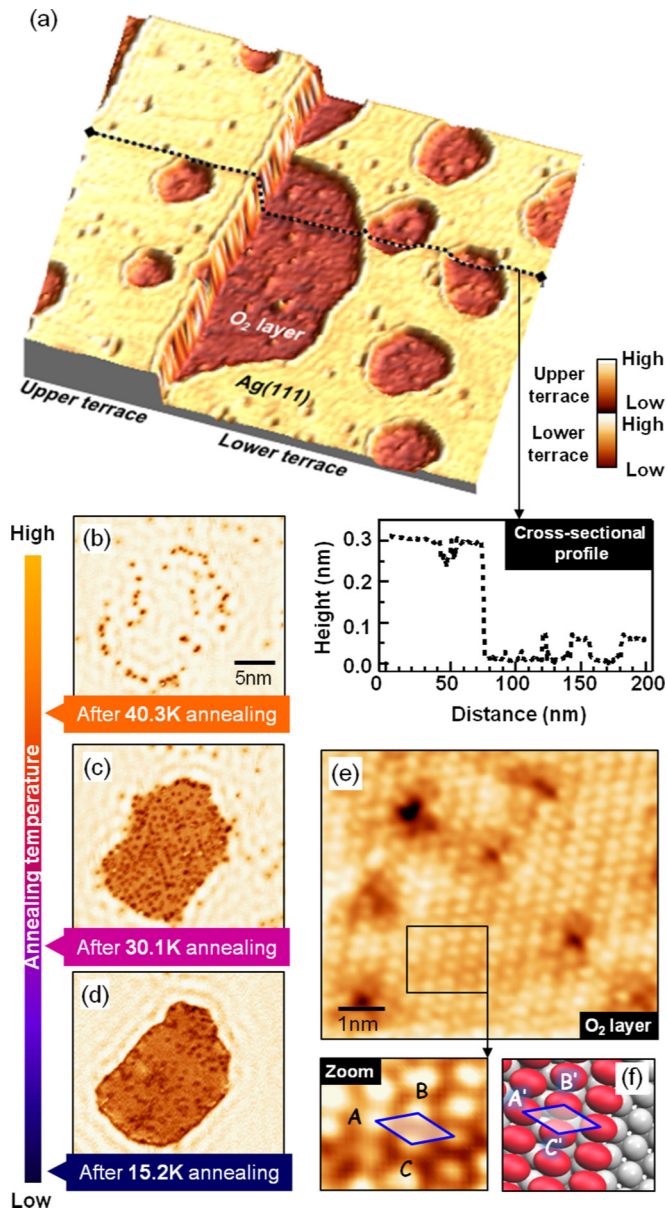 (a)
O₂ layer
Ag(111)
Upper terrace
Lower terrace
Upper terrace
High
Low
Lower terrace
High
Low
High
Annealing temperature
Low
(b)
5nm
After 40.3K annealing
(c)
After 30.1K annealing
(d)
After 15.2K annealing
Cross-sectional
profile
Height (nm)
0.3
0.2
0.1
0.0
0 50 100 150 200
Distance (nm)
(e)
1nm
O₂ layer
Zoom
A
B
C
(f)
A'
B'
C'